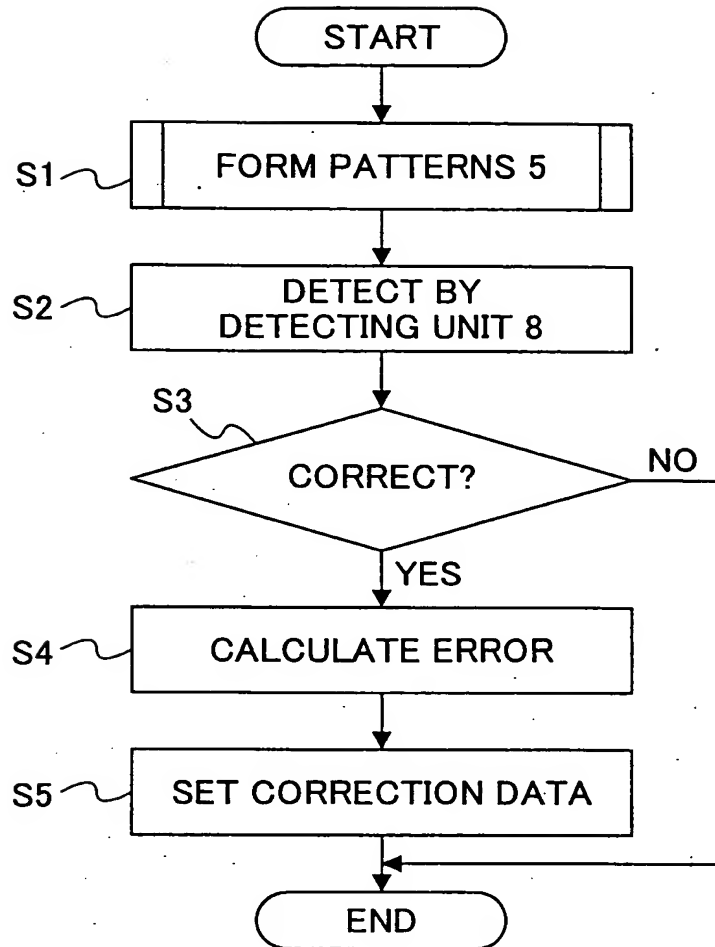 START
S1
FORM PATTERNS 5
S2
DETECT BY
DETECTING UNIT 8
S3
CORRECT?
NO
YES
S4
CALCULATE ERROR
S5
SET CORRECTION DATA
END